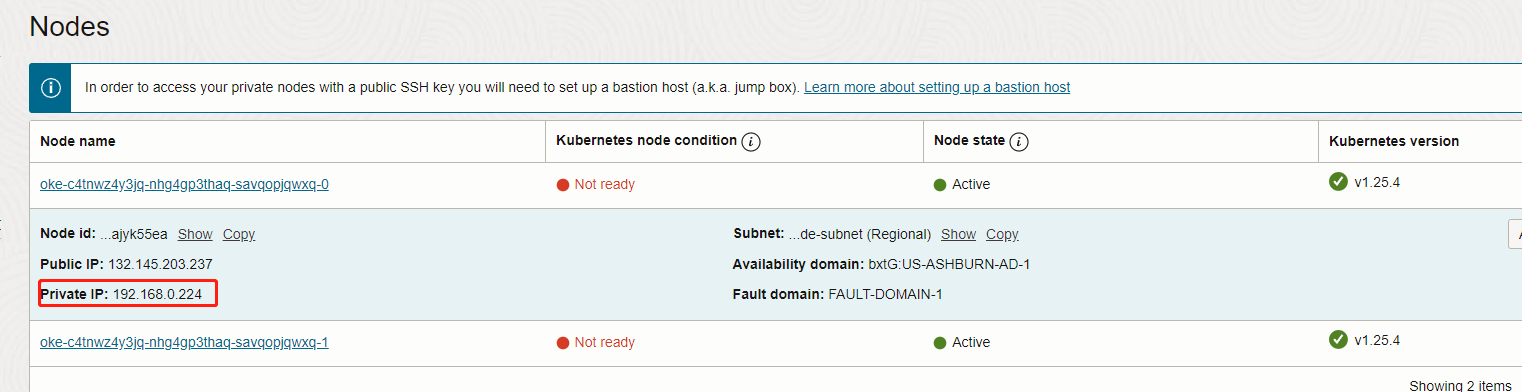 Nodes
In order to access your private nodes with a public SSH key you will need to set up a bastion host (a.k.a. jump box). Learn more about setting up a bastion host
Node name Kubernetes node condition i Node state i Kubernetes version
oke-c4tnwz4y3jq-nhg4gp3thaq-savqopjqwxq-0 Not ready Active v1.25.4
Node id: ...ajyk55ea Show Copy Subnet: ...de-subnet (Regional) Show Copy
Public IP: 132.145.203.237 Availability domain: bxtG:US-ASHBURN-AD-1
Private IP: 192.168.0.224 Fault domain: FAULT-DOMAIN-1
oke-c4tnwz4y3jq-nhg4gp3thaq-savqopjqwxq-1 Not ready Active v1.25.4
Showing 2 items